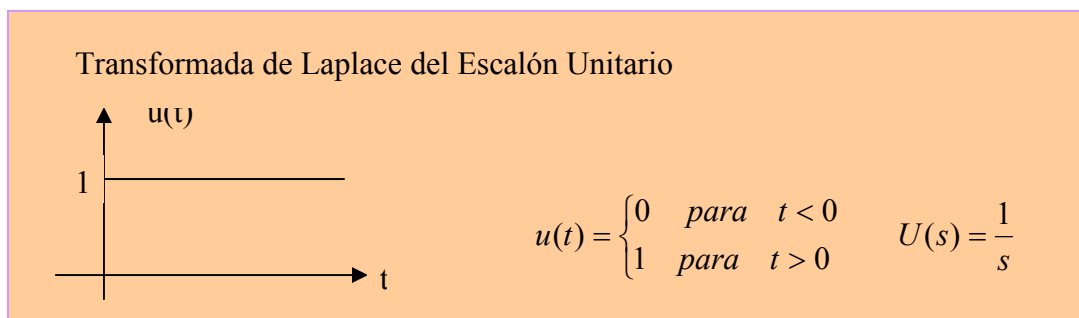 Transformada de Laplace del Escalón Unitario
u(t)
1
t
u(t) = {0 para t < 0
1 para t > 0
U(s) = 1/s